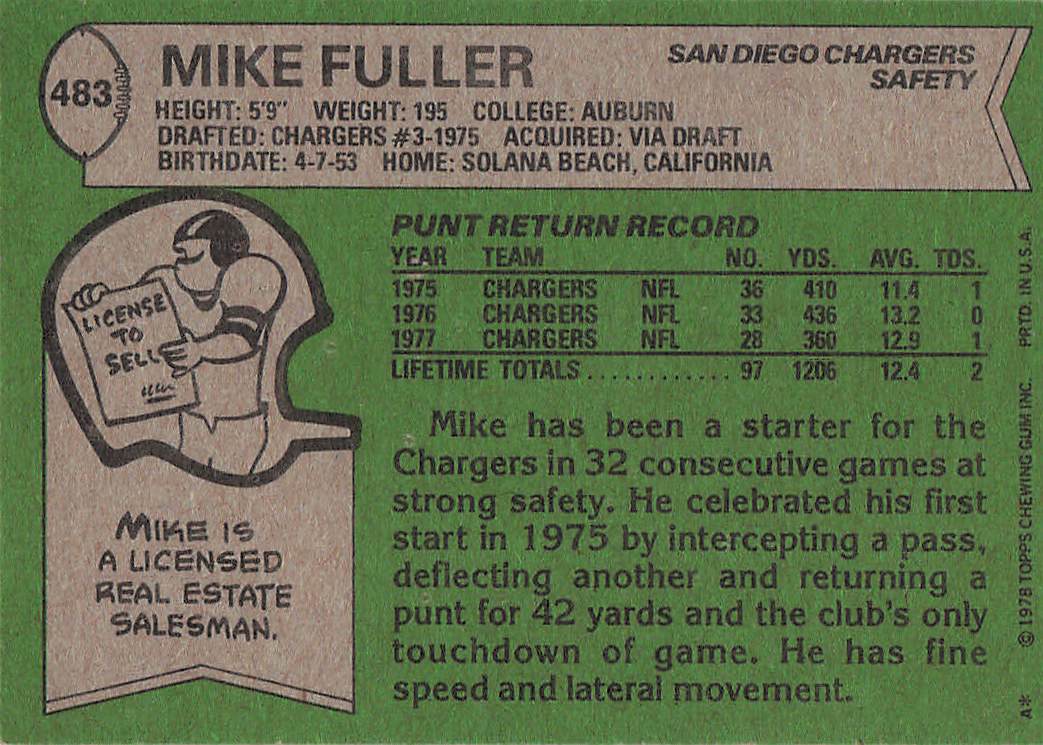 483
MIKE FULLER
SAN DIEGO CHARGERS
SAFETY
HEIGHT: 5'9" WEIGHT: 195 COLLEGE: AUBURN
DRAFTED: CHARGERS #3-1975 ACQUIRED: VIA DRAFT
BIRTHDATE: 4-7-53 HOME: SOLANA BEACH, CALIFORNIA
LICENSE
TO
SELL
MIKE IS
A LICENSED
REAL ESTATE
SALESMAN.
PUNT RETURN RECORD
YEAR TEAM NO. YDS. AVG. TDS.
1975 CHARGERS NFL 36 410 11.4 1
1976 CHARGERS NFL 33 436 13.2 0
1977 CHARGERS NFL 28 360 12.9 1
LIFETIME TOTALS............ 97 1206 12.4 2
Mike has been a starter for the
Chargers in 32 consecutive games at
strong safety. He celebrated his first
start in 1975 by intercepting a pass,
deflecting another and returning a
punt for 42 yards and the club's only
touchdown of game. He has fine
speed and lateral movement.
A* © 1978 TOPPS CHEWING GUM INC. PRTD. IN U.S.A.